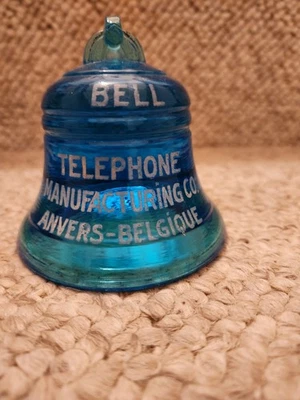 BELL
TELEPHONE
MANUFACTURING CO.
ANVERS-BELGIQUE